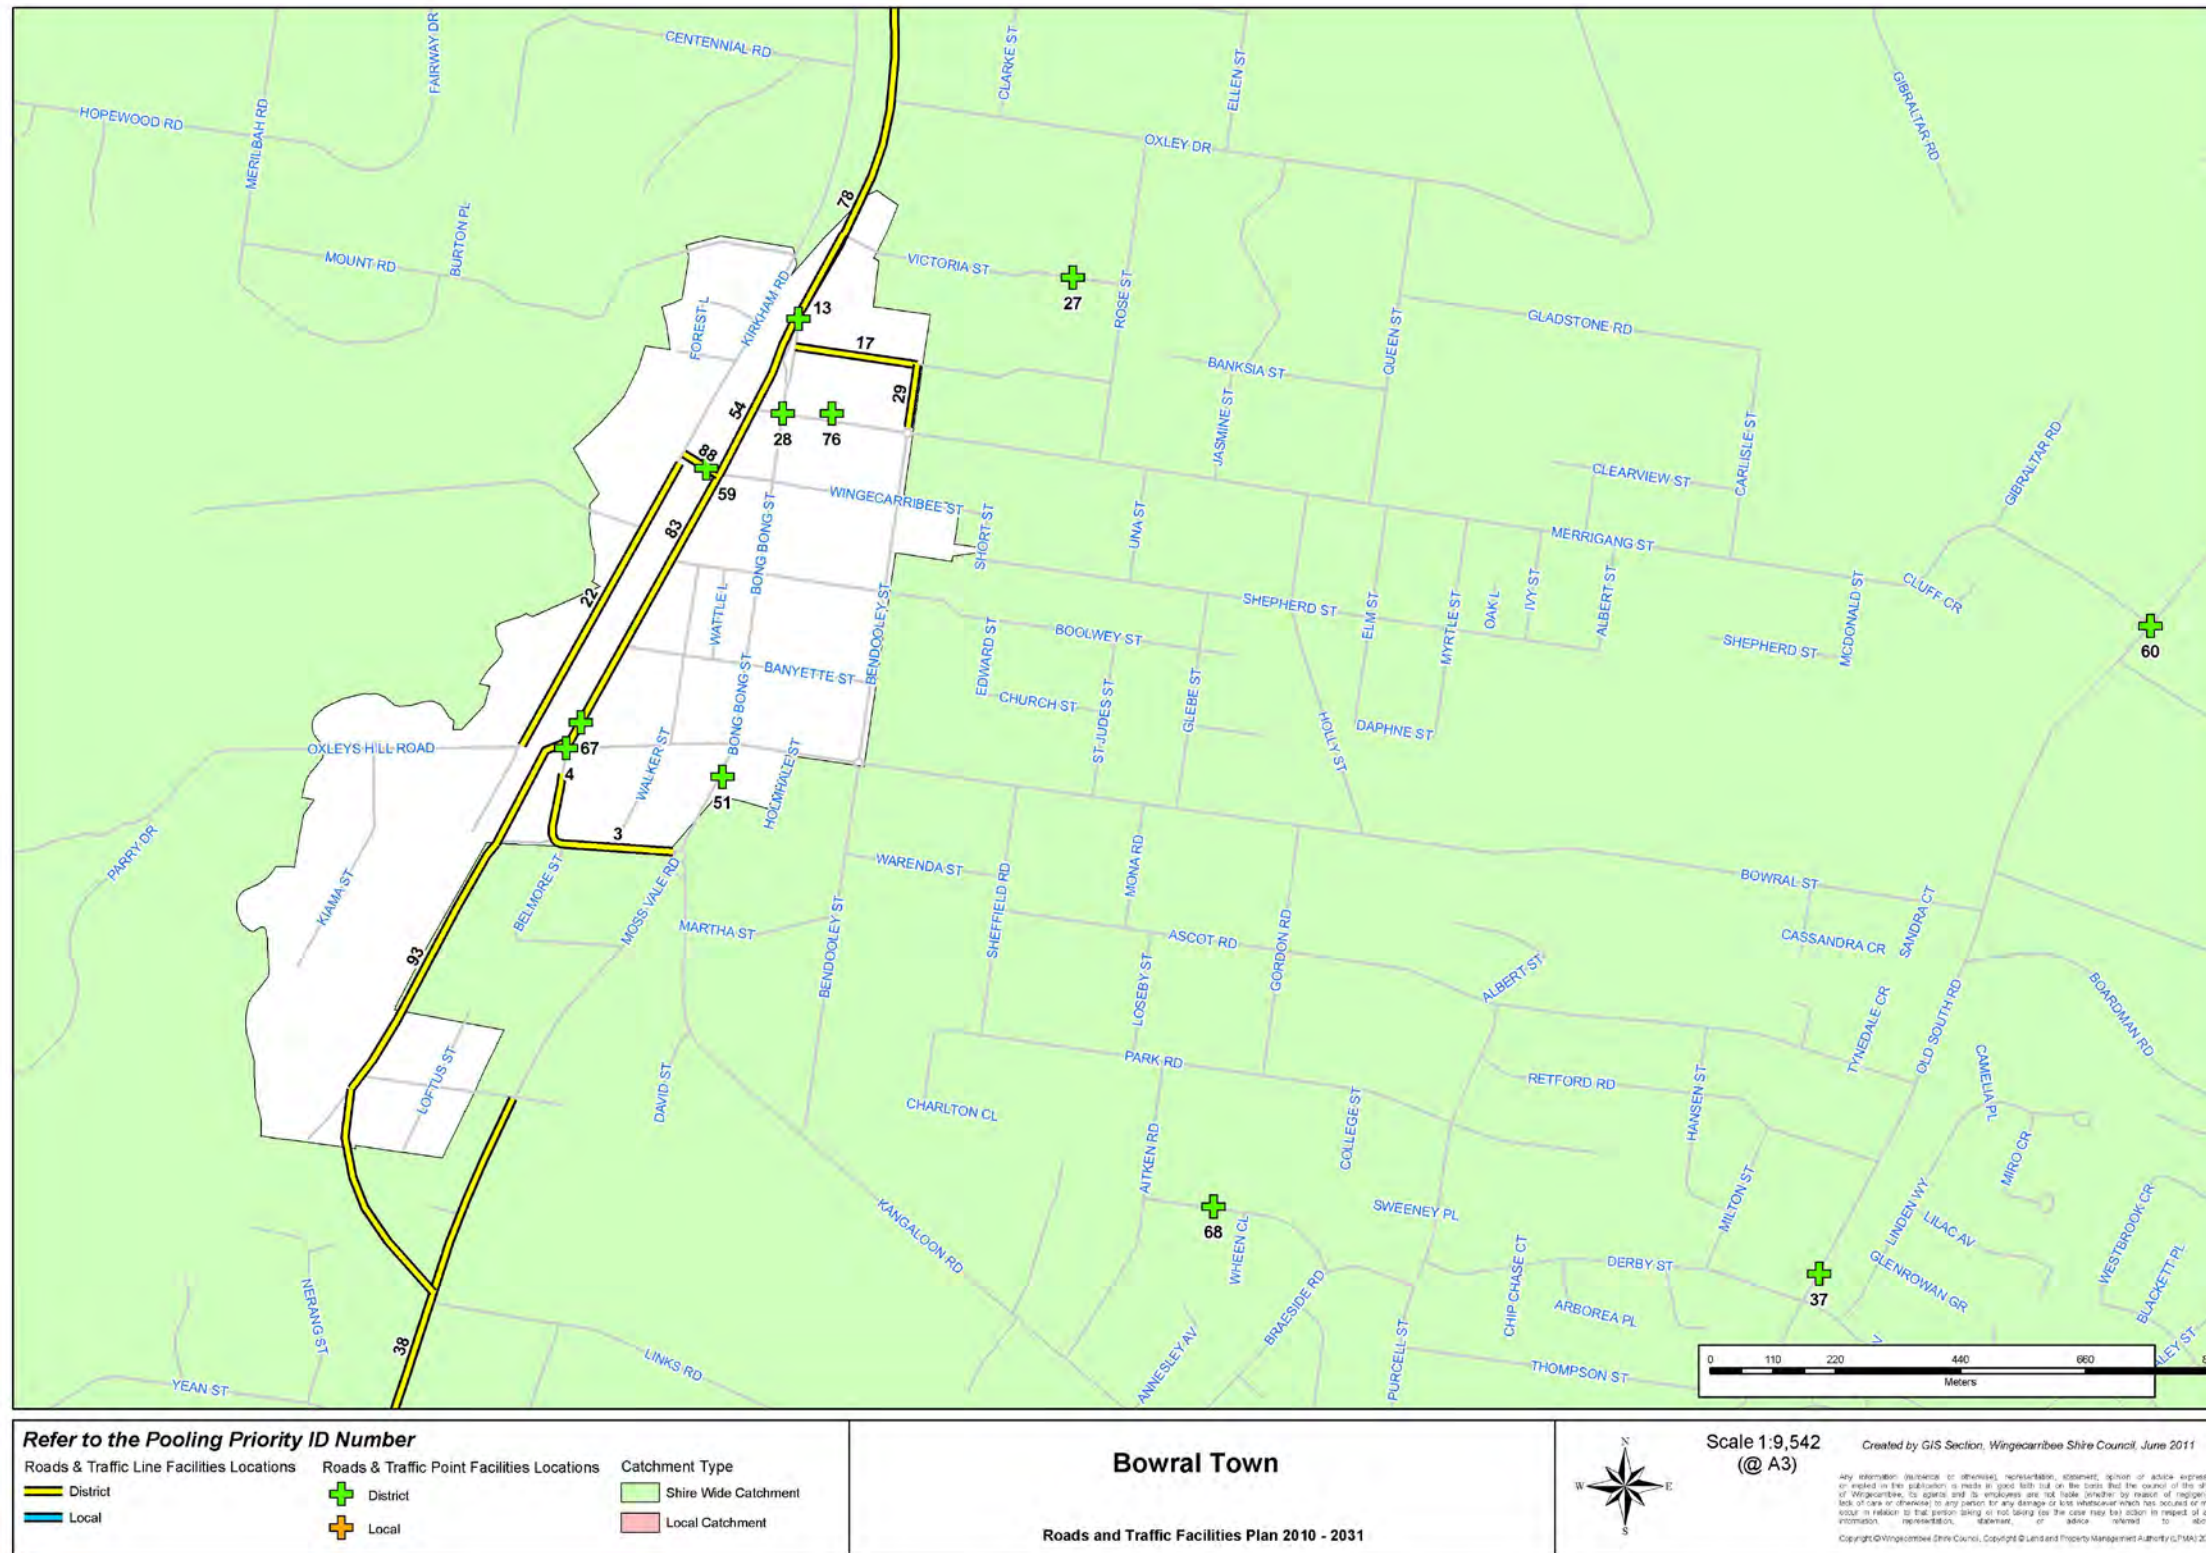 CENTENNIAL RD
FAIRWAY DR
CLARKE ST
ELLEN ST
GIBRALTAR RD
HOPEWOOD RD
MERILBAH RD
OXLEY DR
78
BURTON PL
MOUNT RD
VICTORIA ST
27
KIRKHAM RD
13
ROSE ST
FOREST L
QUEEN ST
GLADSTONE RD
17
BANKSIA ST
29
54
28
76
JASMINE ST
CARLISLE ST
GIBRALTAR RD
88
59
CLEARVIEW ST
WINGECARRIBEE ST
83
SHORT ST
UNA ST
MERRIGANG ST
BONG BONG ST
CLUFF CR
22
WATTLE L
BENDOOLEY ST
SHEPHERD ST
ELM ST
MYRTLE ST
OAK L
IVY ST
ALBERT ST
MCDONALD ST
BOOLWEY ST
SHEPHERD ST
60
EDWARD ST
BANYETTE ST
BONG BONG ST
CHURCH ST
ST JUDES ST
GLEBE ST
HOLLY ST
DAPHNE ST
OXLEYS HILL ROAD
67
4
WALKER ST
51
HOLMHALE ST
3
PARRY DR
KIAMA ST
BELMORE ST
MOSS VALE RD
WARENDA ST
SHEFFIELD RD
MONA RD
BOWRAL ST
MARTHA ST
BENDOOLEY ST
ASCOT RD
GORDON RD
CASSANDRA CR
SANDRA CT
93
LOSEBY ST
ALBERT ST
BOARDMAN RD
TYNEDALE CR
OLD SOUTH RD
LOFTUS ST
DAVID ST
PARK RD
RETFORD RD
CAMELIA PL
CHARLTON CL
COLLEGE ST
HANSEN ST
AITKEN RD
MIRO CR
68
WHEEN CL
SWEENEY PL
MILTON ST
LINDEN WY
LILAC AV
WESTBROOK CR
KANGALOON RD
CHIP CHASE CT
DERBY ST
GLENROWAN GR
BLACKETT PL
NERANG ST
37
ARBOREA PL
BRAESIDE RD
38
LINKS RD
ANNESLEY AV
PURCELL ST
THOMPSON ST
ALEY ST
YEAN ST
0 110 220 440 660 8
Meters
Refer to the Pooling Priority ID Number
Roads & Traffic Line Facilities Locations
District
Local
Roads & Traffic Point Facilities Locations
District
Local
Catchment Type
Shire Wide Catchment
Local Catchment
Bowral Town
Roads and Traffic Facilities Plan 2010 - 2031
N
W E
S
Scale 1:9,542
(@ A3)
Created by GIS Section, Wingecarribee Shire Council, June 2011